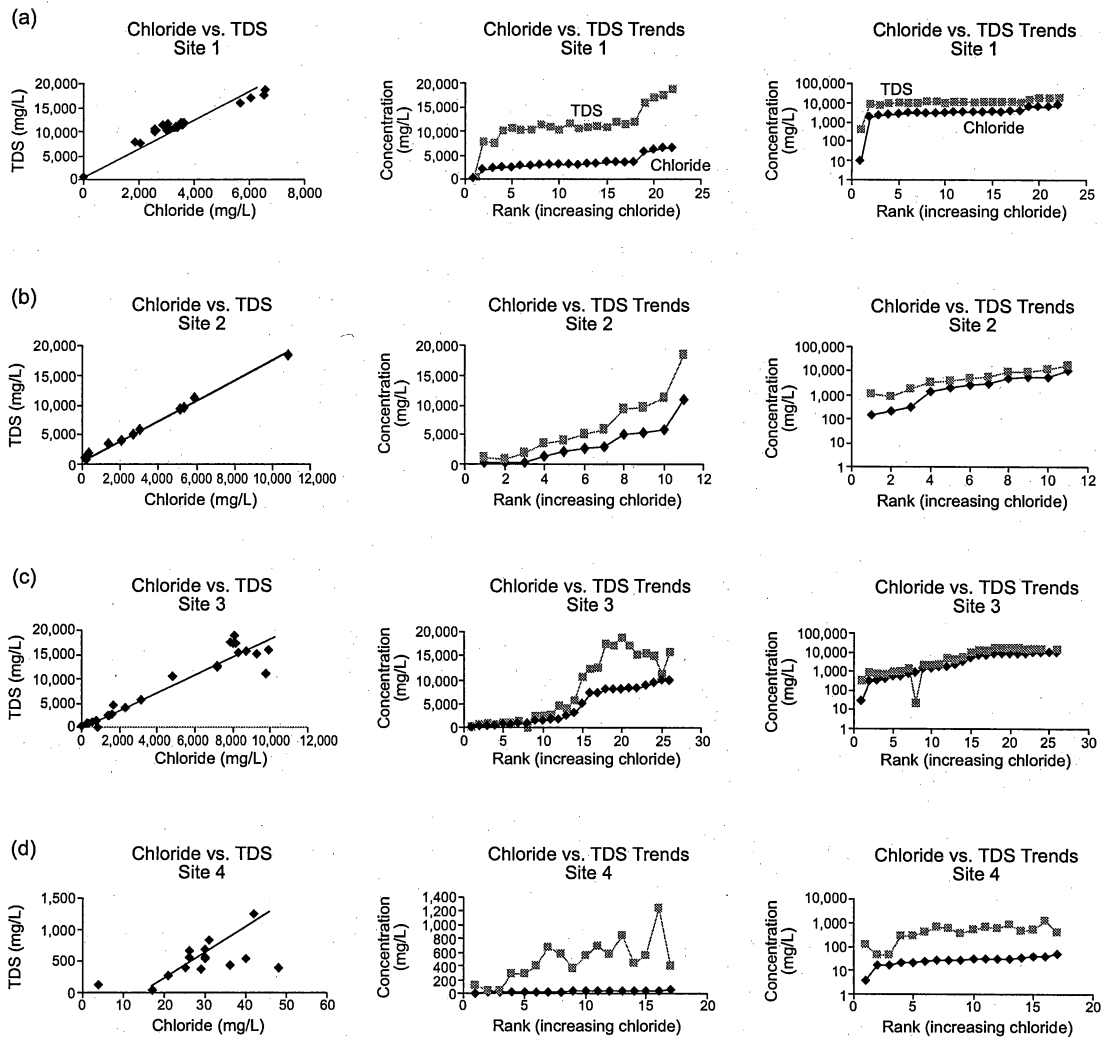 (a)
Chloride vs. TDS
Site 1
TDS (mg/L)
20,000
15,000
10,000
5,000
0
0 2,000 4,000 6,000 8,000
Chloride (mg/L)
Chloride vs. TDS Trends
Site 1
Concentration
(mg/L)
20,000
15,000
10,000
5,000
0
TDS
Chloride
0 5 10 15 20 25
Rank (increasing chloride)
Chloride vs. TDS Trends
Site 1
Concentration
(mg/L)
100,000
10,000
1,000
100
10
1
TDS
Chloride
0 5 10 15 20 25
Rank (increasing chloride)
(b)
Chloride vs. TDS
Site 2
TDS (mg/L)
20,000
15,000
10,000
5,000
0
0 2,000 4,000 6,000 8,000 10,000 12,000
Chloride (mg/L)
Chloride vs. TDS Trends
Site 2
Concentration
(mg/L)
20,000
15,000
10,000
5,000
0
0 2 4 6 8 10 12
Rank (increasing chloride)
Chloride vs. TDS Trends
Site 2
Concentration
(mg/L)
100,000
10,000
1,000
100
10
1
0 2 4 6 8 10 12
Rank (increasing chloride)
(c)
Chloride vs. TDS
Site 3
TDS (mg/L)
20,000
15,000
10,000
5,000
0
0 2,000 4,000 6,000 8,000 10,000 12,000
Chloride (mg/L)
Chloride vs. TDS Trends
Site 3
Concentration
(mg/L)
20,000
15,000
10,000
5,000
0
0 5 10 15 20 25 30
Rank (increasing chloride)
Chloride vs. TDS Trends
Site 3
Concentration
(mg/L)
100,000
10,000
1,000
100
10
1
0 5 10 15 20 25 30
Rank (increasing chloride)
(d)
Chloride vs. TDS
Site 4
TDS (mg/L)
1,500
1,000
500
0
0 10 20 30 40 50 60
Chloride (mg/L)
Chloride vs. TDS Trends
Site 4
Concentration
(mg/L)
1,400
1,200
1,000
800
600
400
200
0
0 5 10 15 20
Rank (increasing chloride)
Chloride vs. TDS Trends
Site 4
Concentration
(mg/L)
10,000
1,000
100
10
1
0 5 10 15 20
Rank (increasing chloride)